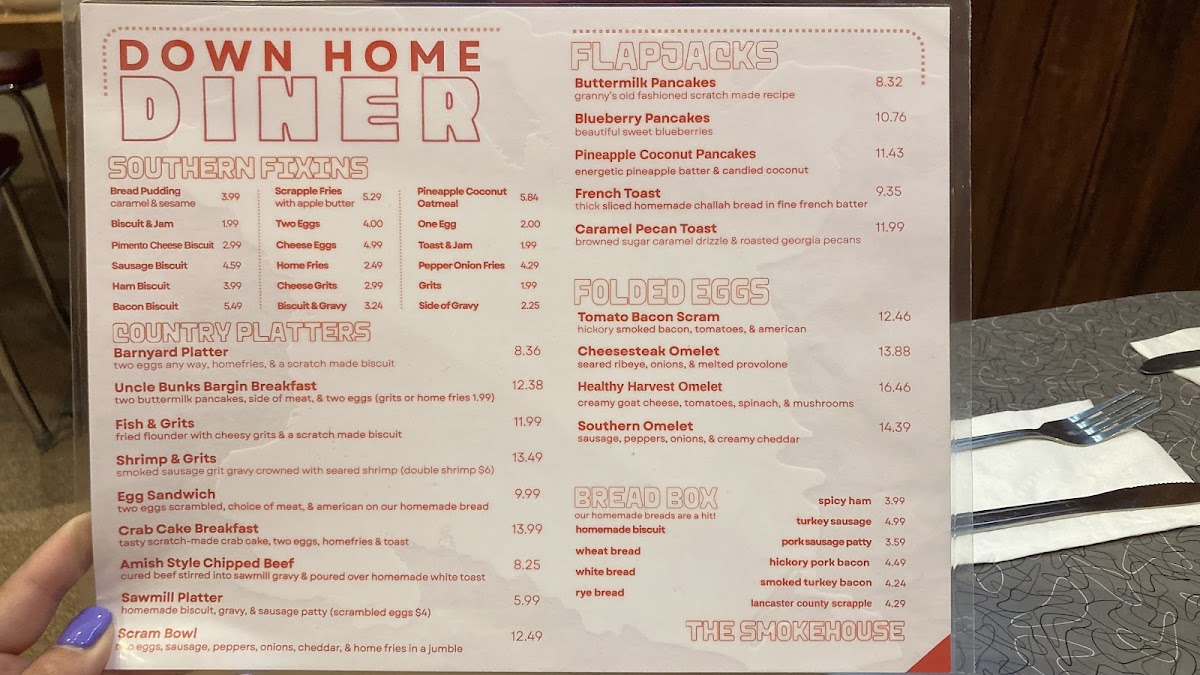 DOWN HOME
DINER
SOUTHERN FIXINS
Bread Pudding
caramel & sesame 3.99
Biscuit & Jam 1.99
Pimento Cheese Biscuit 2.99
Sausage Biscuit 4.59
Ham Biscuit 3.99
Bacon Biscuit 5.49
Scrapple Fries
with apple butter 5.29
Two Eggs 4.00
Cheese Eggs 4.99
Home Fries 2.49
Cheese Grits 2.99
Biscuit & Gravy 3.24
Pineapple Coconut
Oatmeal 5.84
One Egg 2.00
Toast & Jam 1.99
Pepper Onion Fries 4.29
Grits 1.99
Side of Gravy 2.25
COUNTRY PLATTERS
Barnyard Platter 8.36
two eggs any way, homefries, & a scratch made biscuit
Uncle Bunks Bargin Breakfast 12.38
two buttermilk pancakes, side of meat, & two eggs (grits or home fries 1.99)
Fish & Grits 11.99
fried flounder with cheesy grits & a scratch made biscuit
Shrimp & Grits 13.49
smoked sausage grit gravy crowned with seared shrimp (double shrimp $6)
Egg Sandwich 9.99
two eggs scrambled, choice of meat, & american on our homemade bread
Crab Cake Breakfast 13.99
tasty scratch-made crab cake, two eggs, homefries & toast
Amish Style Chipped Beef 8.25
cured beef stirred into sawmill gravy & poured over homemade white toast
Sawmill Platter 5.99
homemade biscuit, gravy, & sausage patty (scrambled eggs $4)
Scram Bowl 12.49
two eggs, sausage, peppers, onions, cheddar, & home fries in a jumble
FLAPJACKS
Buttermilk Pancakes 8.32
granny's old fashioned scratch made recipe
Blueberry Pancakes 10.76
beautiful sweet blueberries
Pineapple Coconut Pancakes 11.43
energetic pineapple batter & candied coconut
French Toast 9.35
thick sliced homemade challah bread in fine french batter
Caramel Pecan Toast 11.99
browned sugar caramel drizzle & roasted georgia pecans
FOLDED EGGS
Tomato Bacon Scram 12.46
hickory smoked bacon, tomatoes, & american
Cheesesteak Omelet 13.88
seared ribeye, onions, & melted provolone
Healthy Harvest Omelet 16.46
creamy goat cheese, tomatoes, spinach, & mushrooms
Southern Omelet 14.39
sausage, peppers, onions, & creamy cheddar
BREAD BOX
our homemade breads are a hit!
homemade biscuit
wheat bread
white bread
rye bread
spicy ham 3.99
turkey sausage 4.99
pork sausage patty 3.59
hickory pork bacon 4.49
smoked turkey bacon 4.24
lancaster county scrapple 4.29
THE SMOKEHOUSE